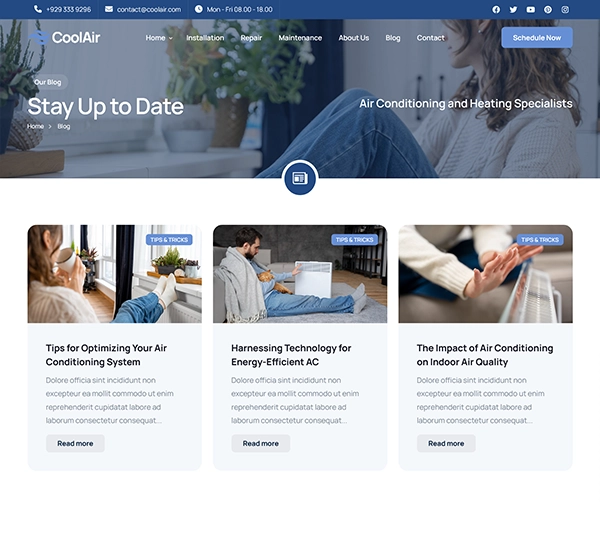 +929 333 9296 contact@coolair.com Mon - Fri 08.00 - 18.00
CoolAir Home Installation Repair Maintenance About Us Blog Contact Schedule Now
Our Blog
Stay Up to Date
Air Conditioning and Heating Specialists
Home > Blog
TIPS & TRICKS TIPS & TRICKS TIPS & TRICKS
Tips for Optimizing Your Air
Conditioning System
Dolore officia sint incididunt non
excepteur ea mollit commodo ut enim
reprehenderit cupidatat labore ad
laborum consectetur consequat...
Read more
Harnessing Technology for
Energy-Efficient AC
Dolore officia sint incididunt non
excepteur ea mollit commodo ut enim
reprehenderit cupidatat labore ad
laborum consectetur consequat...
Read more
The Impact of Air Conditioning
on Indoor Air Quality
Dolore officia sint incididunt non
excepteur ea mollit commodo ut enim
reprehenderit cupidatat labore ad
laborum consectetur consequat...
Read more